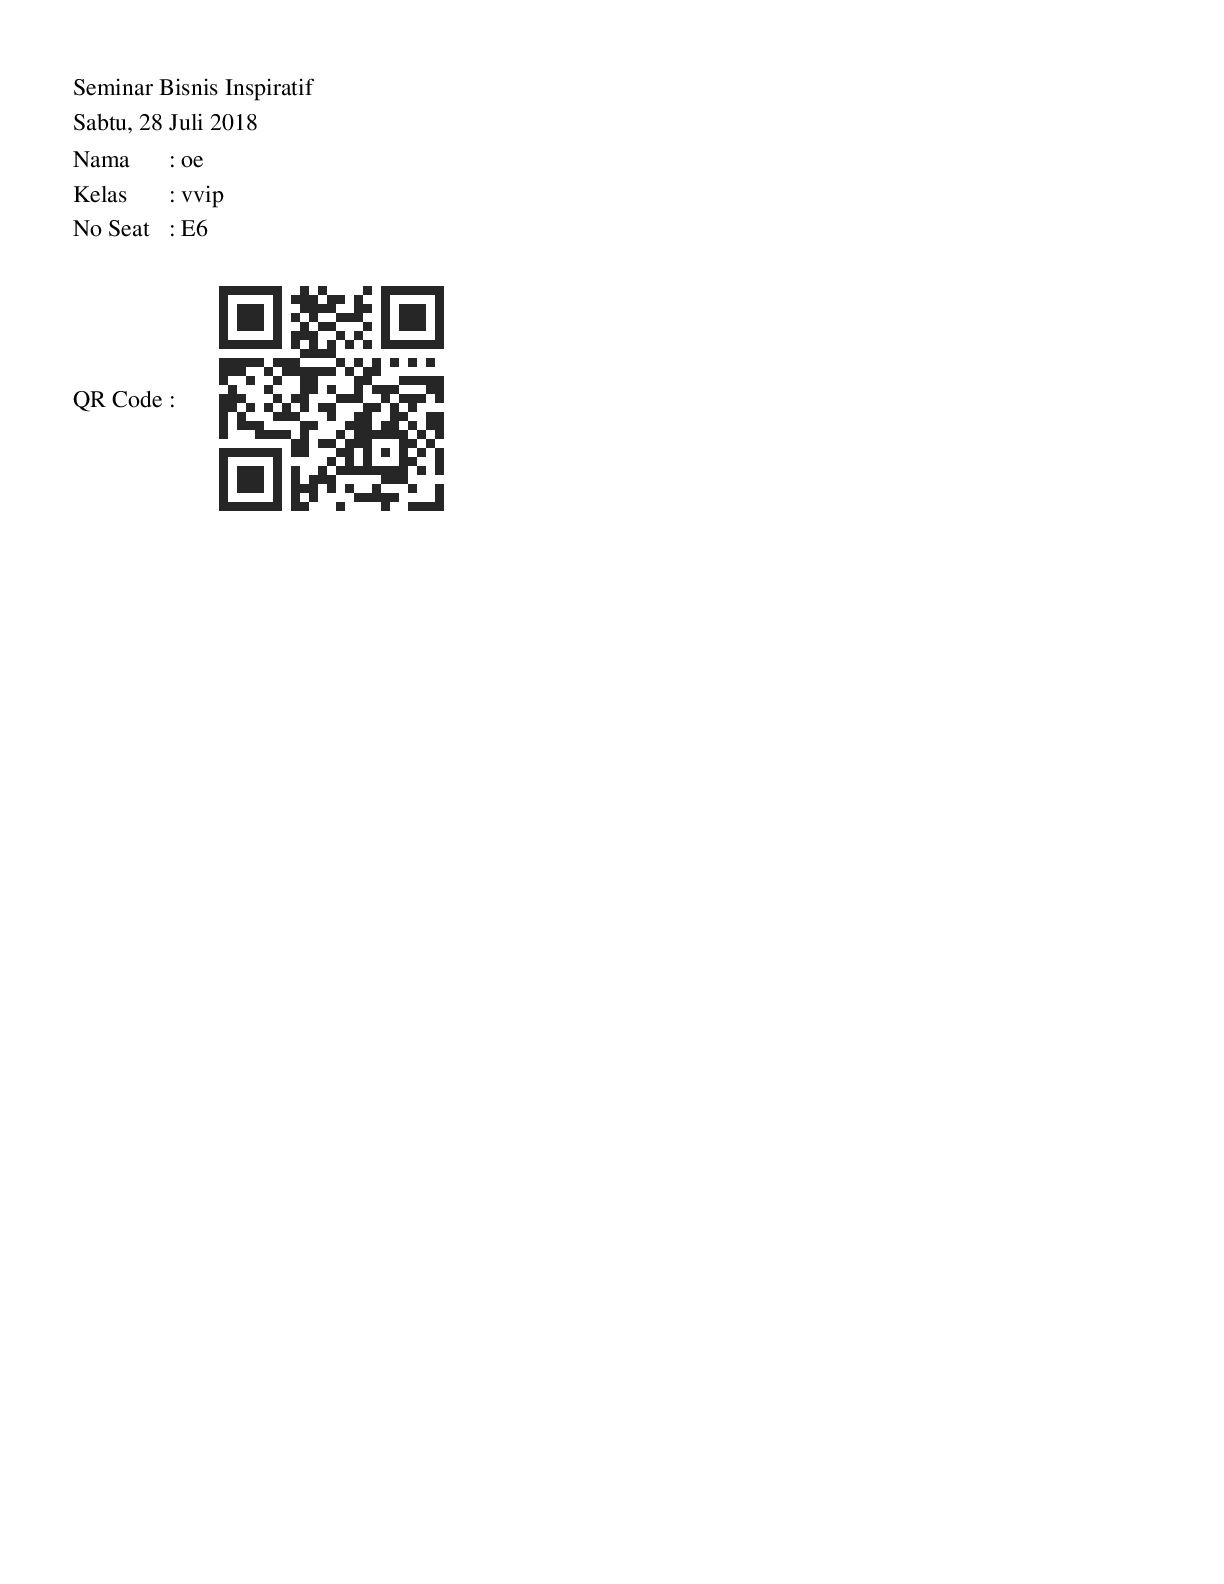 Seminar Bisnis Inspiratif
Sabtu, 28 Juli 2018
Nama : oe
Kelas : vvip
No Seat : E6
QR Code :